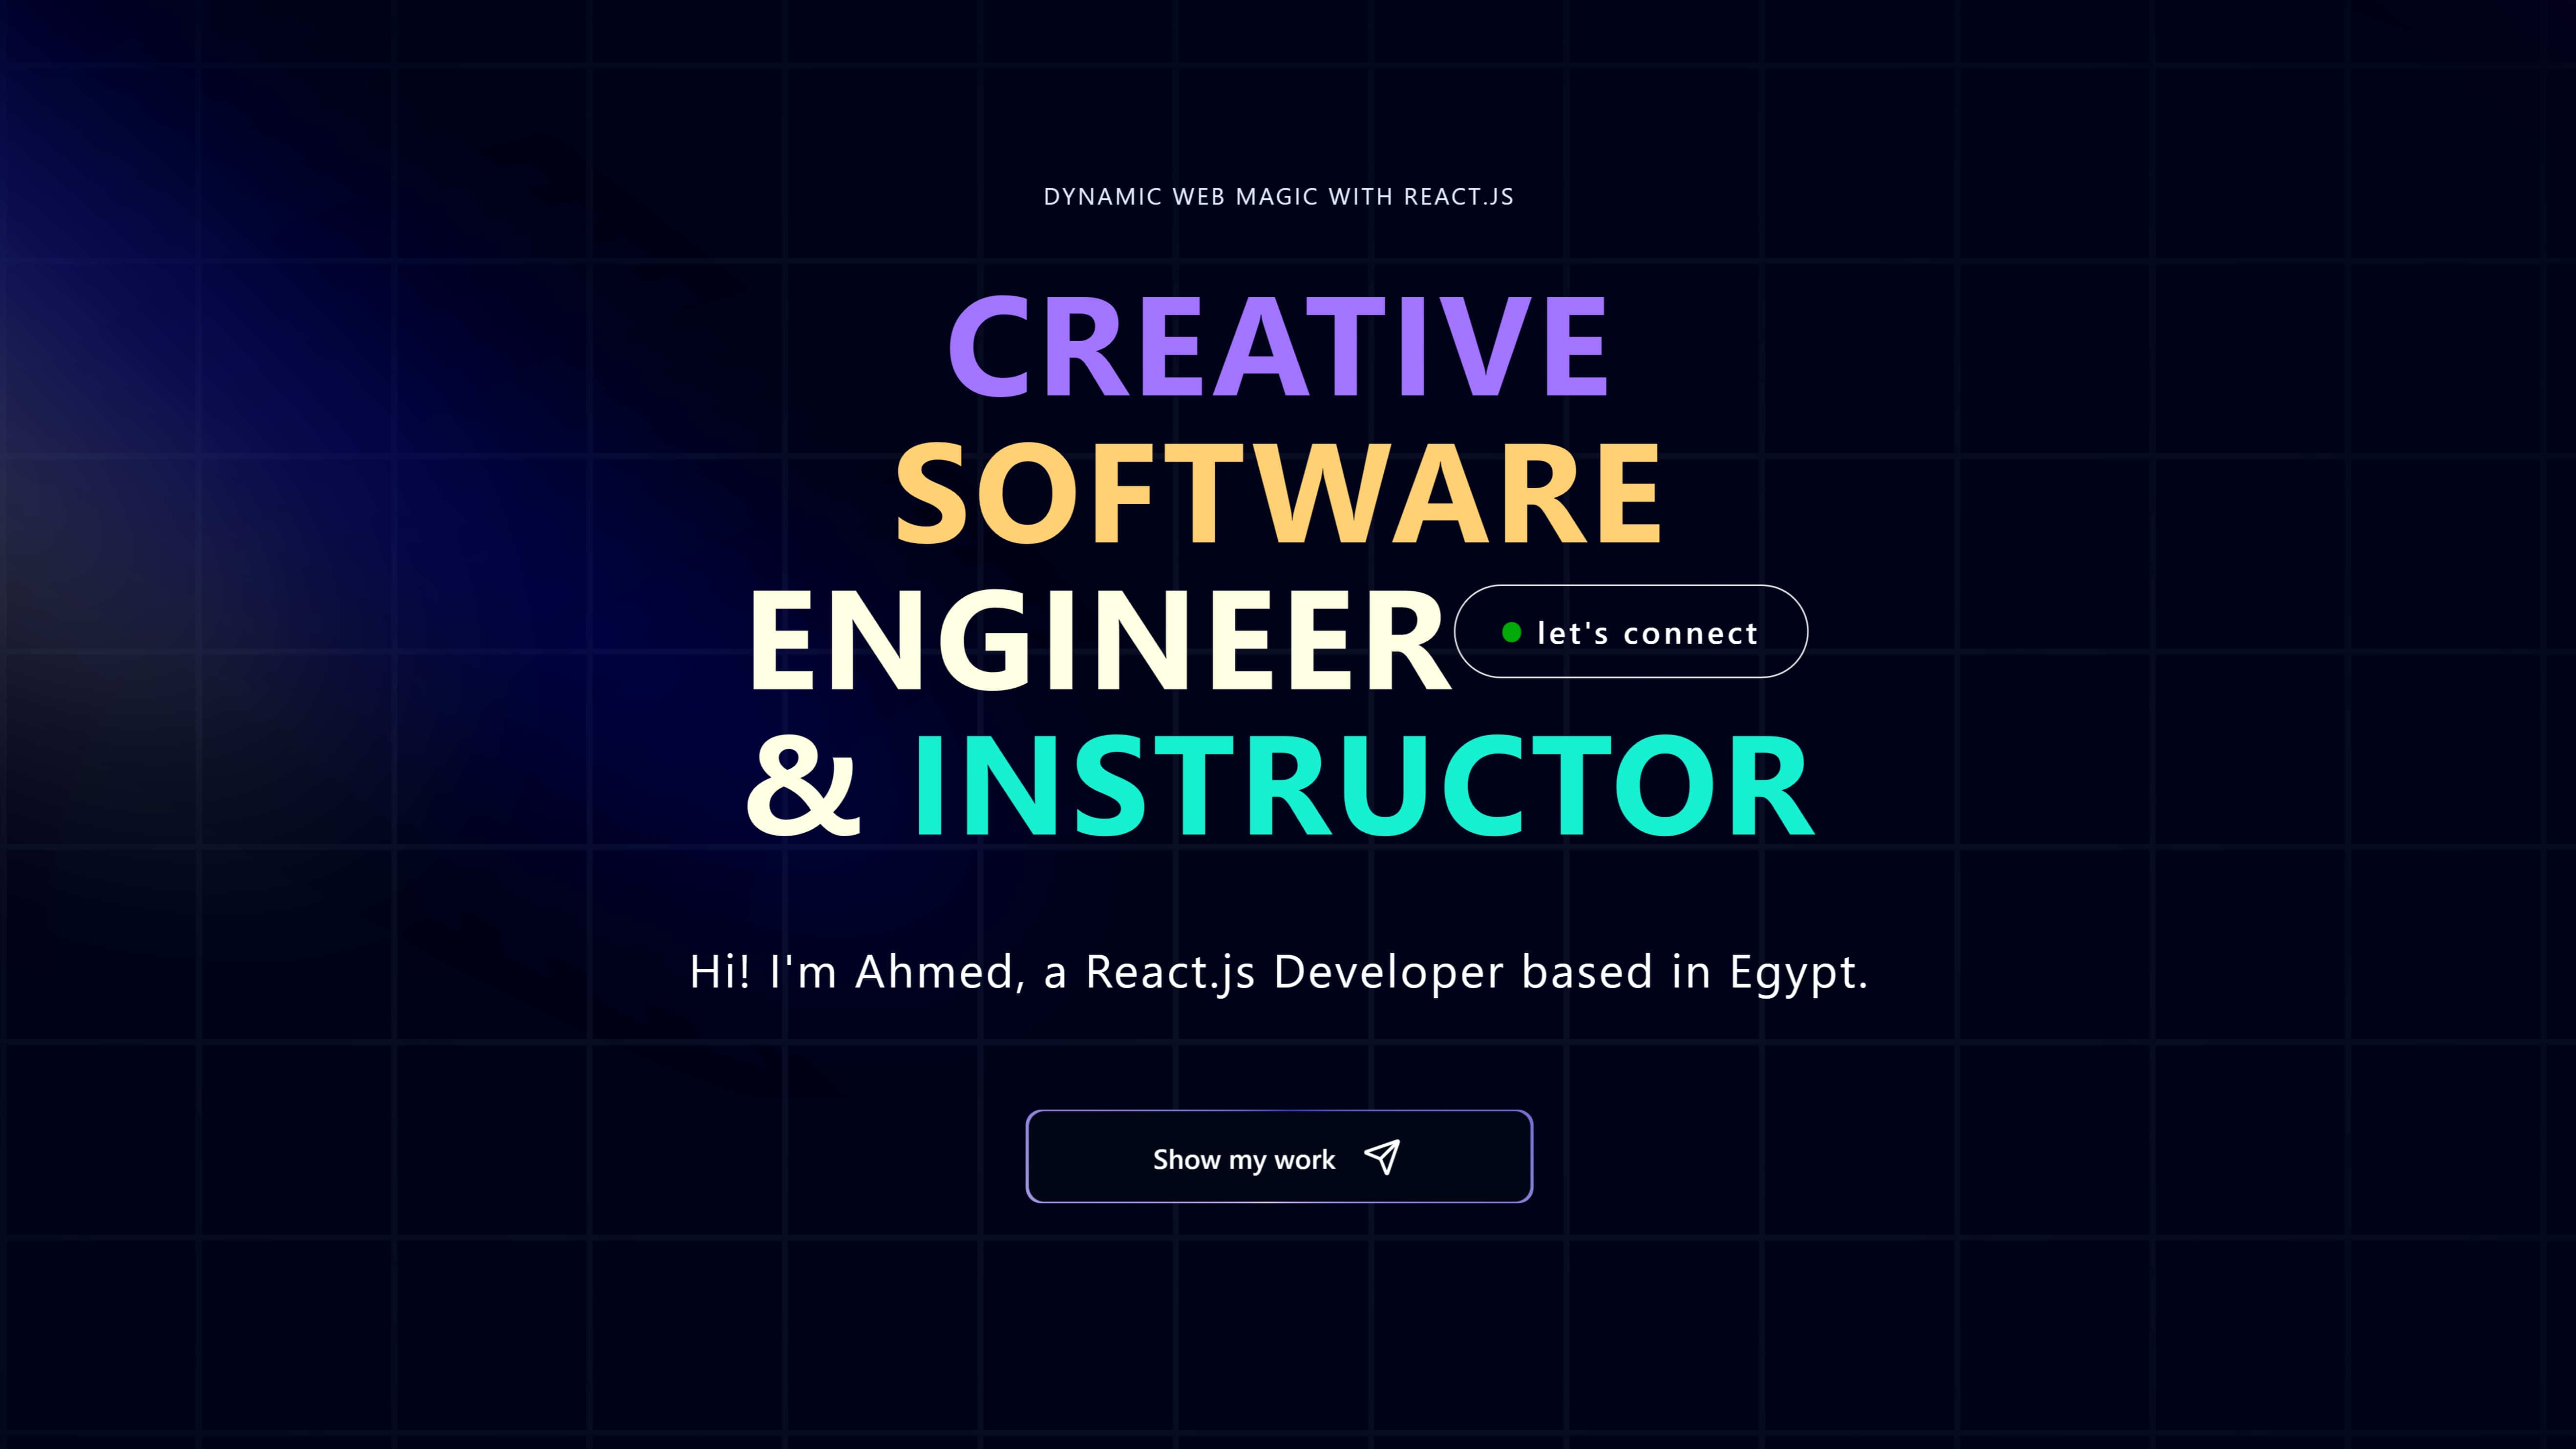 DYNAMIC WEB MAGIC WITH REACT.JS
CREATIVE
SOFTWARE
ENGINEER let's connect
& INSTRUCTOR
Hi! I'm Ahmed, a React.js Developer based in Egypt.
Show my work